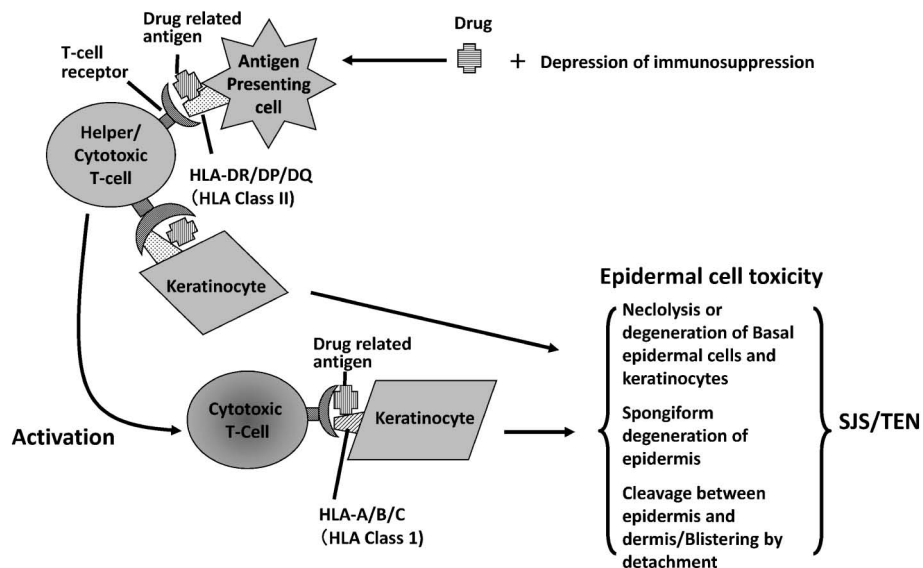 Drug related
antigen
Drug
T-cell
receptor
Antigen
Presenting
cell
+ Depression of immunosuppression
Helper/
Cytotoxic
T-cell
HLA-DR/DP/DQ
（HLA Class II）
Keratinocyte
Epidermal cell toxicity
Neclolysis or
degeneration of Basal
epidermal cells and
keratinocytes
Drug related
antigen
Cytotoxic
T-Cell
Keratinocyte
Spongiform
degeneration of
epidermis
SJS/TEN
Activation
HLA-A/B/C
（HLA Class 1）
Cleavage between
epidermis and
dermis/Blistering by
detachment